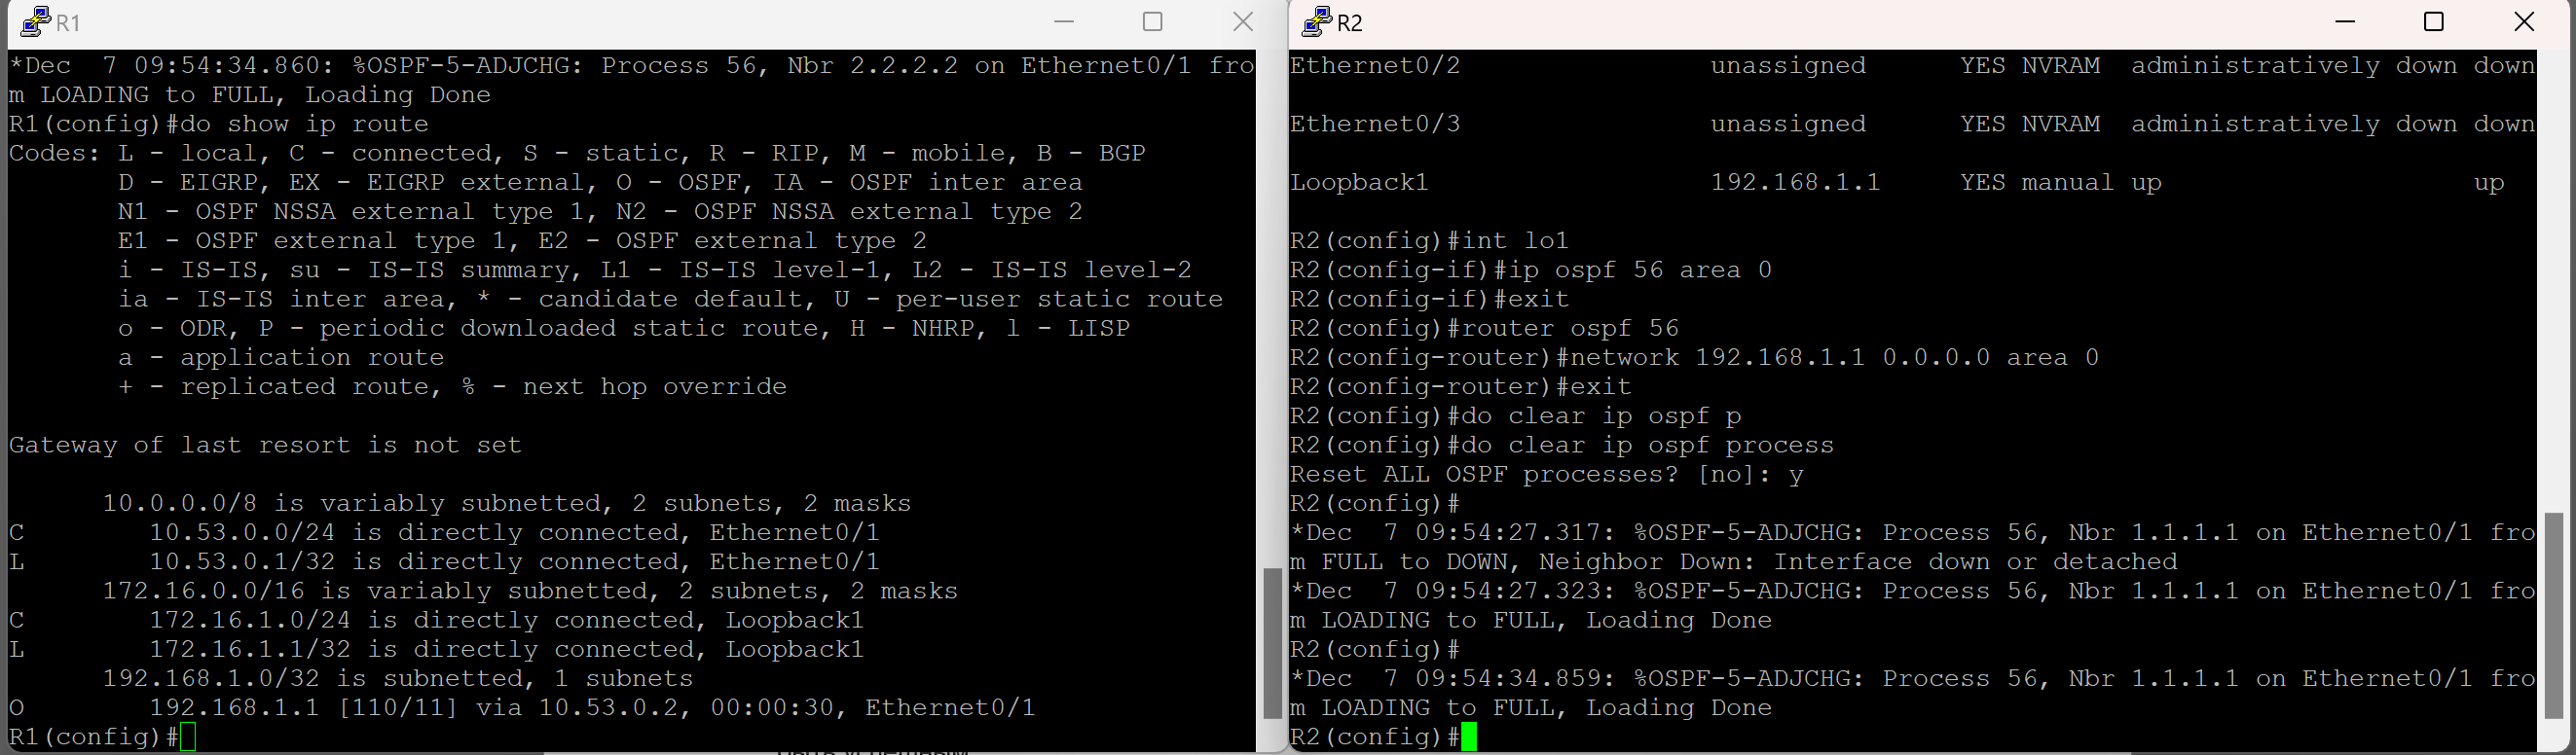 R1
*Dec  7 09:54:34.860: %OSPF-5-ADJCHG: Process 56, Nbr 2.2.2.2 on Ethernet0/1 fro
m LOADING to FULL, Loading Done
R1(config)#do show ip route
Codes: L - local, C - connected, S - static, R - RIP, M - mobile, B - BGP
       D - EIGRP, EX - EIGRP external, O - OSPF, IA - OSPF inter area
       N1 - OSPF NSSA external type 1, N2 - OSPF NSSA external type 2
       E1 - OSPF external type 1, E2 - OSPF external type 2
       i - IS-IS, su - IS-IS summary, L1 - IS-IS level-1, L2 - IS-IS level-2
       ia - IS-IS inter area, * - candidate default, U - per-user static route
       o - ODR, P - periodic downloaded static route, H - NHRP, l - LISP
       a - application route
       + - replicated route, % - next hop override
Gateway of last resort is not set
      10.0.0.0/8 is variably subnetted, 2 subnets, 2 masks
C        10.53.0.0/24 is directly connected, Ethernet0/1
L        10.53.0.1/32 is directly connected, Ethernet0/1
      172.16.0.0/16 is variably subnetted, 2 subnets, 2 masks
C        172.16.1.0/24 is directly connected, Loopback1
L        172.16.1.1/32 is directly connected, Loopback1
      192.168.1.0/32 is subnetted, 1 subnets
O        192.168.1.1 [110/11] via 10.53.0.2, 00:00:30, Ethernet0/1
R1(config)#
R2
Ethernet0/2                unassigned      YES NVRAM  administratively down down
Ethernet0/3                unassigned      YES NVRAM  administratively down down
Loopback1                  192.168.1.1     YES manual up                    up
R2(config)#int lo1
R2(config-if)#ip ospf 56 area 0
R2(config-if)#exit
R2(config)#router ospf 56
R2(config-router)#network 192.168.1.1 0.0.0.0 area 0
R2(config-router)#exit
R2(config)#do clear ip ospf p
R2(config)#do clear ip ospf process
Reset ALL OSPF processes? [no]: y
R2(config)#
*Dec  7 09:54:27.317: %OSPF-5-ADJCHG: Process 56, Nbr 1.1.1.1 on Ethernet0/1 fro
m FULL to DOWN, Neighbor Down: Interface down or detached
*Dec  7 09:54:27.323: %OSPF-5-ADJCHG: Process 56, Nbr 1.1.1.1 on Ethernet0/1 fro
m LOADING to FULL, Loading Done
R2(config)#
*Dec  7 09:54:34.859: %OSPF-5-ADJCHG: Process 56, Nbr 1.1.1.1 on Ethernet0/1 fro
m LOADING to FULL, Loading Done
R2(config)#